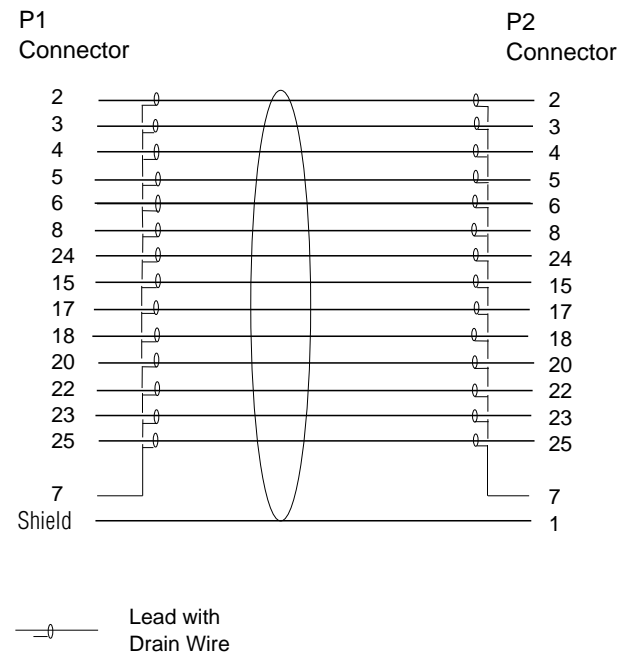 P1
Connector
P2
Connector
2 2
3 3
4 4
5 5
6 6
8 8
24 24
15 15
17 17
18 18
20 20
22 22
23 23
25 25
7 7
Shield 1
Lead with
Drain Wire